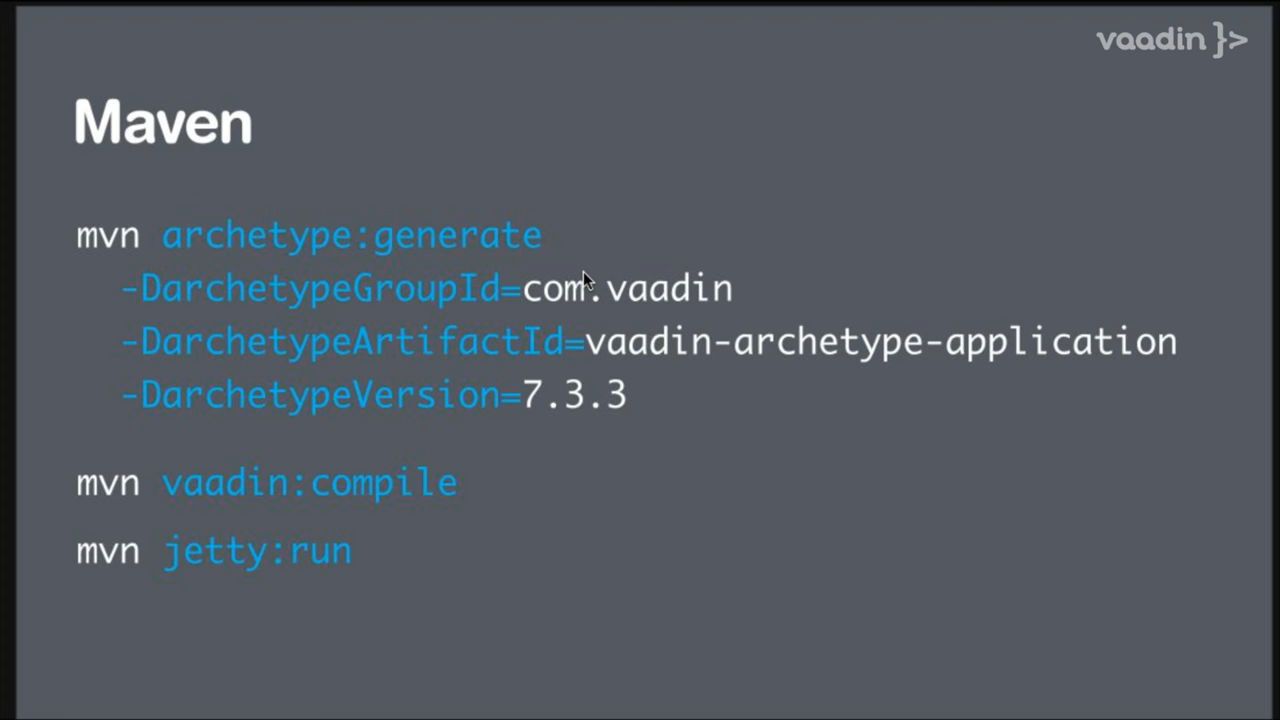 vaadin }>
Maven
mvn archetype:generate
-DarchetypeGroupId=com.vaadin
-DarchetypeArtifactId=vaadin-archetype-application
-DarchetypeVersion=7.3.3
mvn vaadin:compile
mvn jetty:run